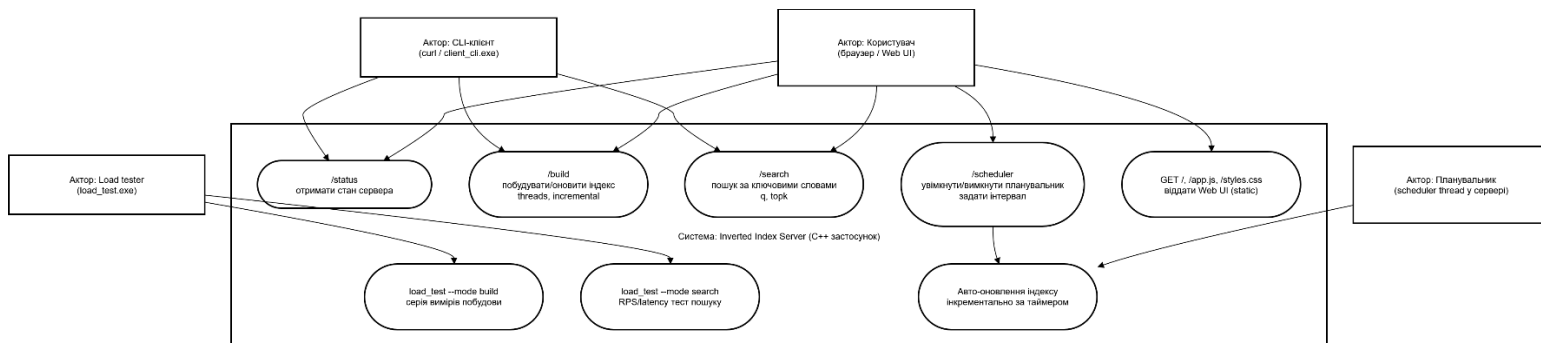 Актор: CLI-клієнт
(curl / client_cli.exe)
Актор: Користувач
(браузер / Web UI)
Актор: Load tester
(load_test.exe)
/status
отримати стан сервера
/build
побудувати/оновити індекс
threads, incremental
/search
пошук за ключовими словами
q, topk
/scheduler
увімкнути/вимкнути планувальник
задати інтервал
GET /, /app.js, /styles.css
віддати Web UI (static)
Актор: Планувальник
(scheduler thread у сервері)
Система: Inverted Index Server (C++ застосунок)
load_test --mode build
серія вимірів побудови
load_test --mode search
RPS/latency тест пошуку
Авто-оновлення індексу
інкрементально за таймером